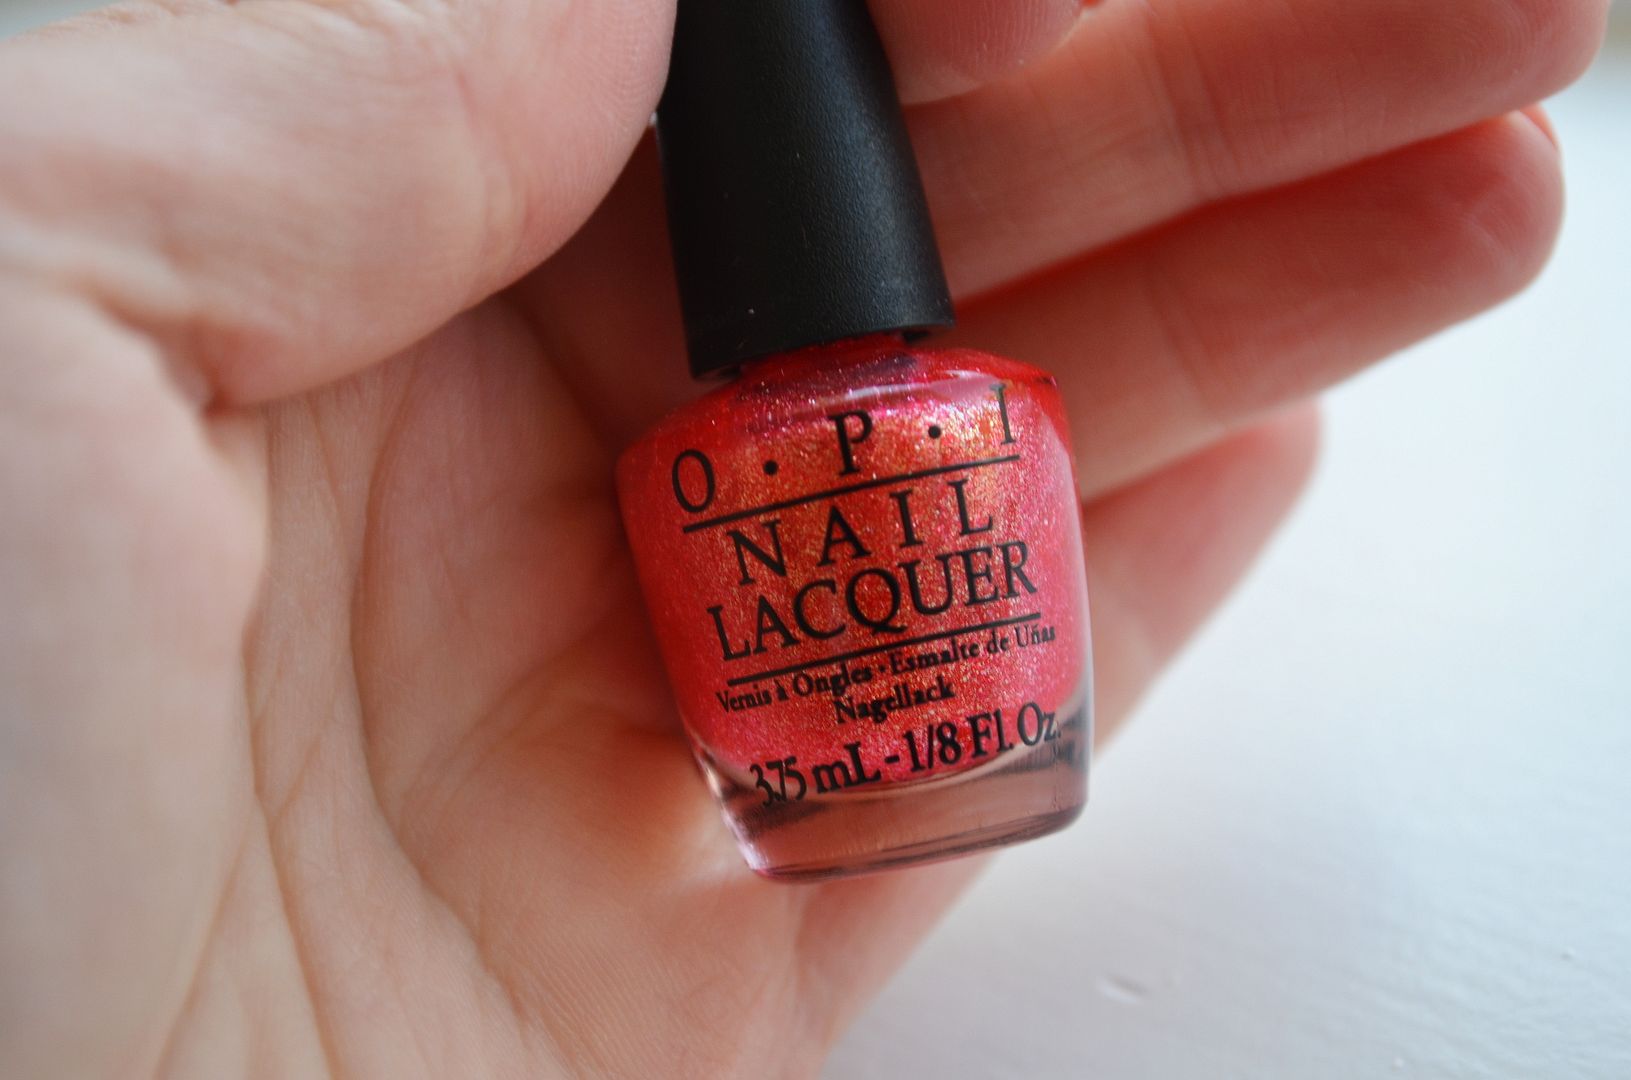 O·P·I
NAIL
LACQUER
Vernis à Ongles·Esmalte de Uñas
Nagellack
3.75 mL-1/8 Fl. Oz.